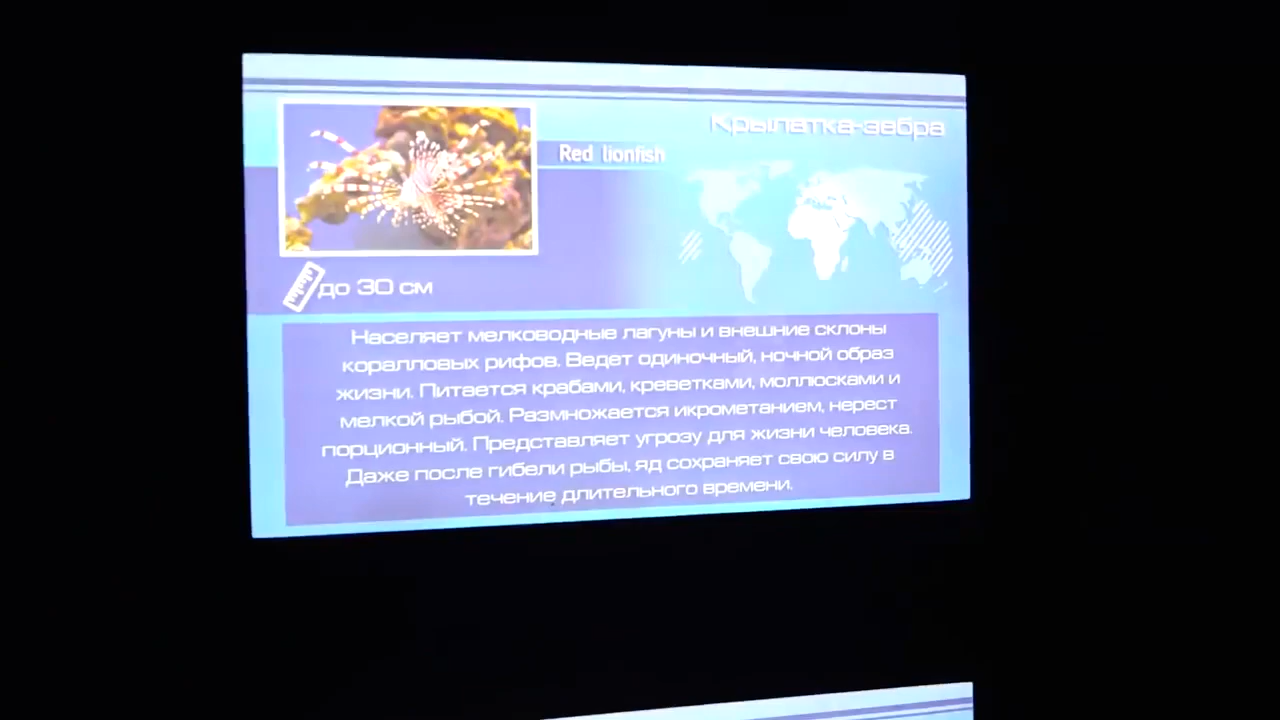 Крылатка-зебра
Red lionfish
до 30 см
Населяет мелководные лагуны и внешние склоны
коралловых рифов. Ведет одиночный, ночной образ
жизни. Питается крабами, креветками, моллюсками и
мелкой рыбой. Размножается икрометанием, нерест
порционный. Представляет угрозу для жизни человека.
Даже после гибели рыбы, яд сохраняет свою силу в
течение длительного времени.